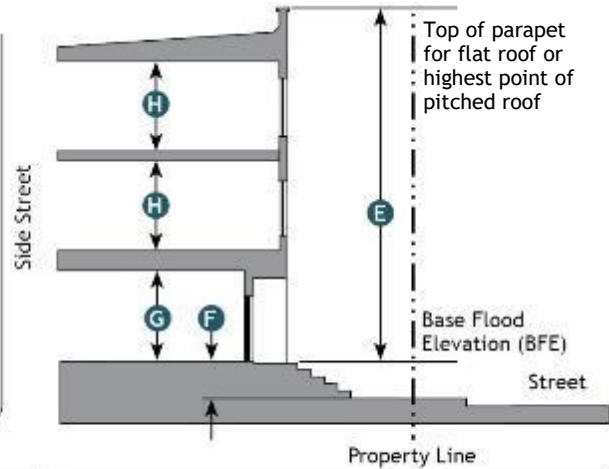 Top of parapet
for flat roof or
highest point of
pitched roof
H
Side Street
H
E
G
F
Base Flood
Elevation (BFE)
Street
Property Line